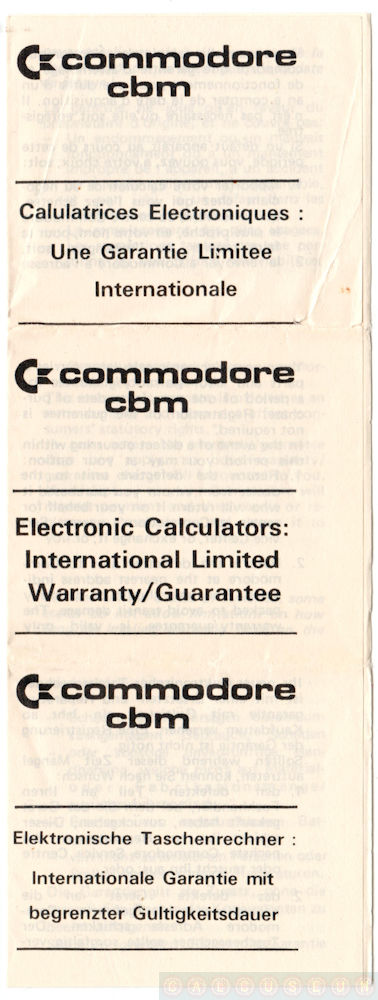 commodore
cbm
Calulatrices Electroniques :
Une Garantie Limitee
Internationale
commodore
cbm
Electronic Calculators:
International Limited
Warranty/Guarantee
commodore
cbm
Elektronische Taschenrechner :
Internationale Garantie mit
begrenzter Gultigkeitsdauer
CALCUSEUM